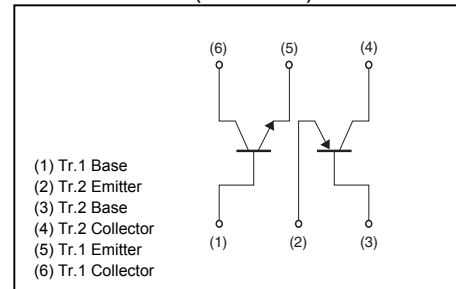 (6) (5) (4)
(1) Tr.1 Base
(2) Tr.2 Emitter
(3) Tr.2 Base
(4) Tr.2 Collector
(5) Tr.1 Emitter
(6) Tr.1 Collector
(1) (2) (3)